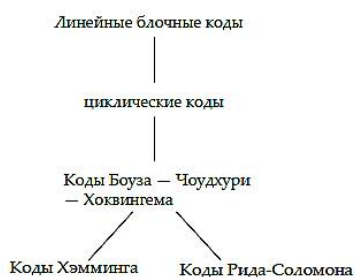 Линейные блочные коды
циклические коды
Коды Боуза — Чоудхури
— Хоквингема
Коды Хэмминга
Коды Рида-Соломона